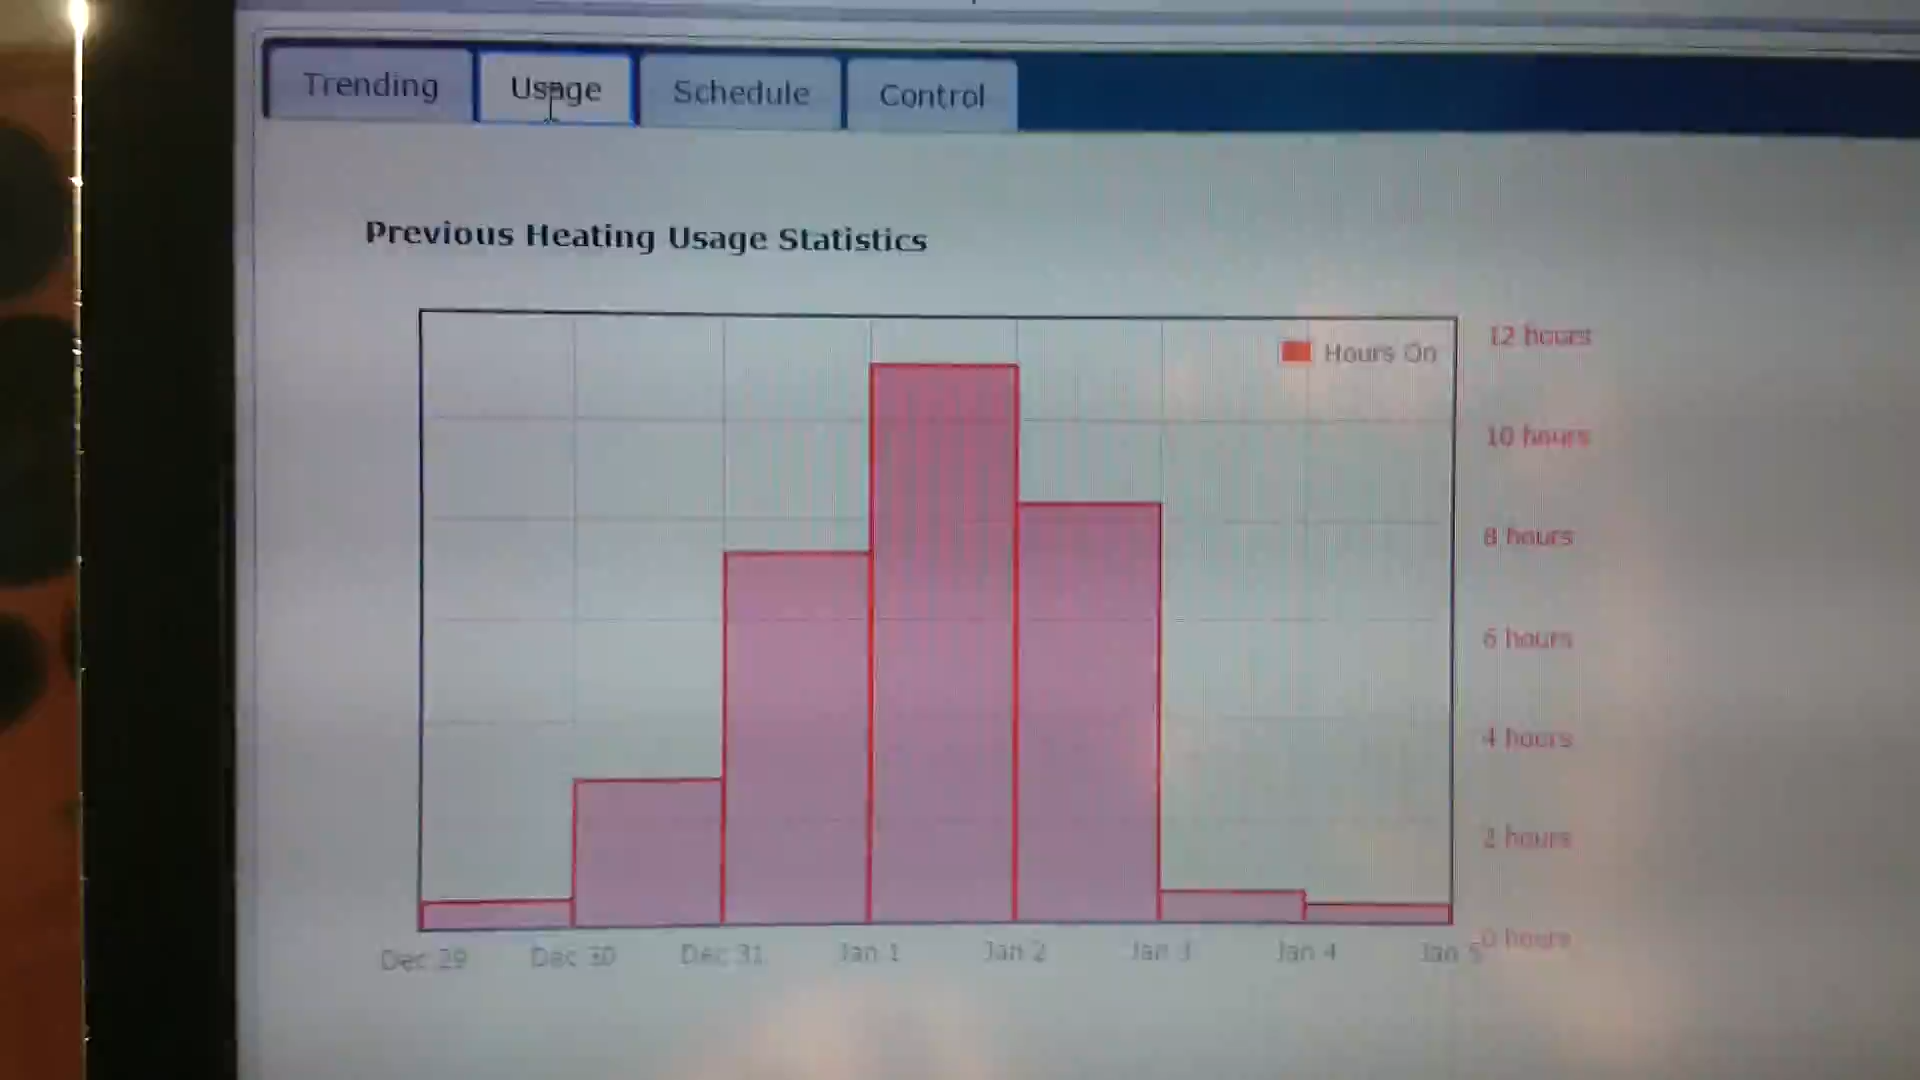 Trending Usage Schedule Control
Previous Heating Usage Statistics
Hours On
12 hours
10 hours
8 hours
6 hours
4 hours
2 hours
0 hours
Dec 29 Dec 30 Dec 31 Jan 1 Jan 2 Jan 3 Jan 4 Jan 5